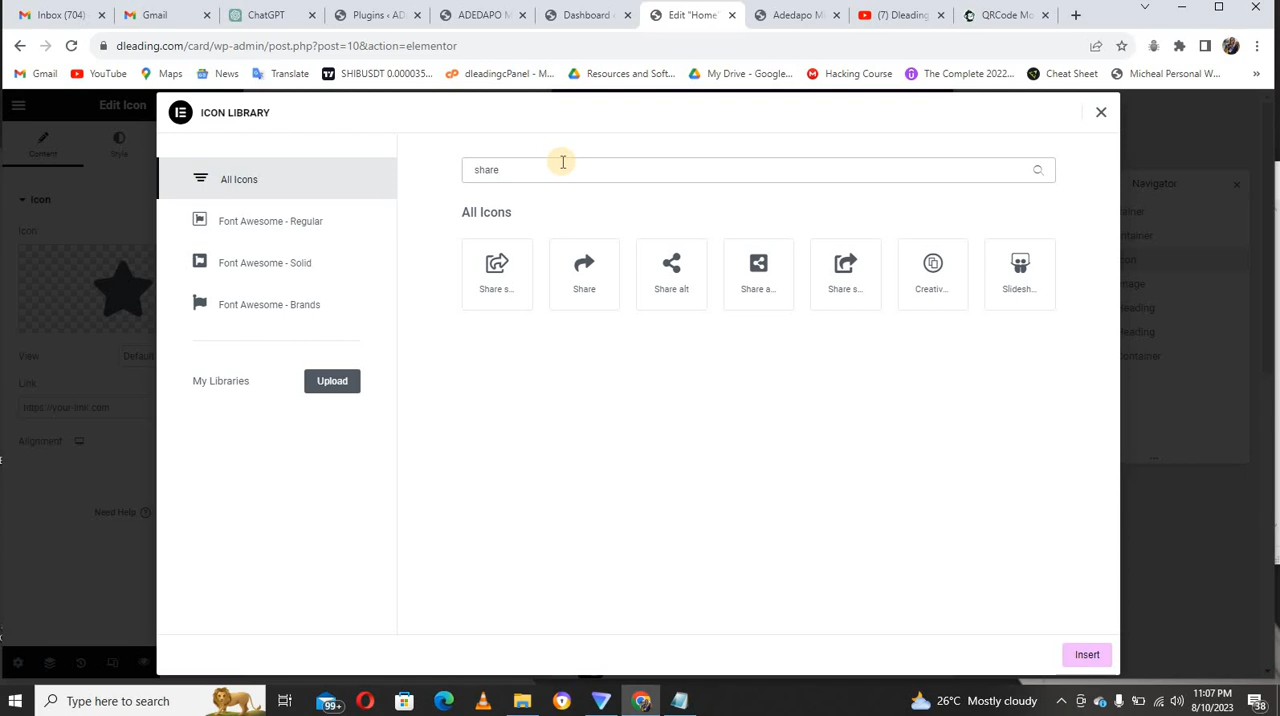 Inbox (704)
Gmail
ChatGPT
Plugins ‹ AD
ADEDAPO M
Dashboard
Edit "Home"
Adedapo M
(7) Dleading
QRCode Mo
dleading.com/card/wp-admin/post.php?post=10&action=elementor
Gmail
YouTube
Maps
News
Translate
SHIBUSDT 0.000035...
dleadingcPanel - M...
Resources and Soft...
My Drive - Google...
Hacking Course
The Complete 2022...
Cheat Sheet
Micheal Personal W...
»
Edit Icon
Content
Style
Icon
Icon
View
Default
Link
https://your-link.com
Alignment
Need Help
ICON LIBRARY
All Icons
Font Awesome - Regular
Font Awesome - Solid
Font Awesome - Brands
My Libraries
Upload
share
All Icons
Share s...
Share
Share alt
Share a...
Share s...
Creativ...
Slidesh...
Insert
Navigator
Type here to search
99+
26°C Mostly cloudy
11:07 PM
8/10/2023
38